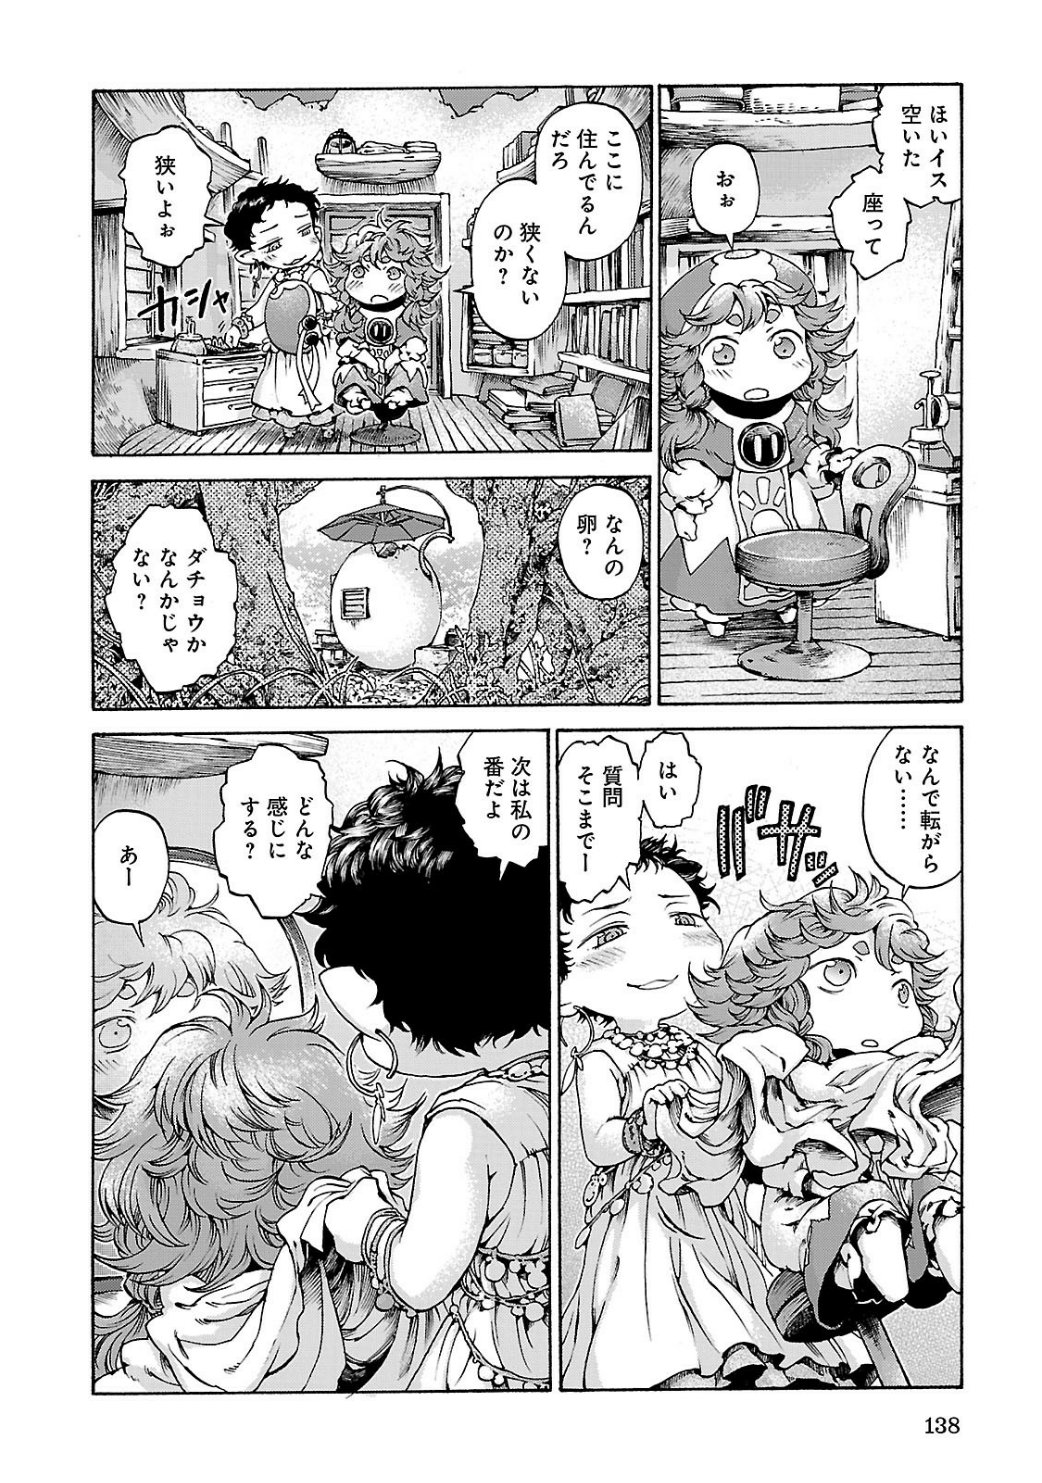 ほいイス
空いた
座って
おぉ
ここに
住んでるん
だろ
狭くない
のか?
狭いよぉ
カシャ
なんの
卵?
ダチョウか
なんかじゃ
ない?
なんで転がら
ない……
はい
質問
そこまでー
次は私の
番だよ
どんな
感じに
する?
あー
138